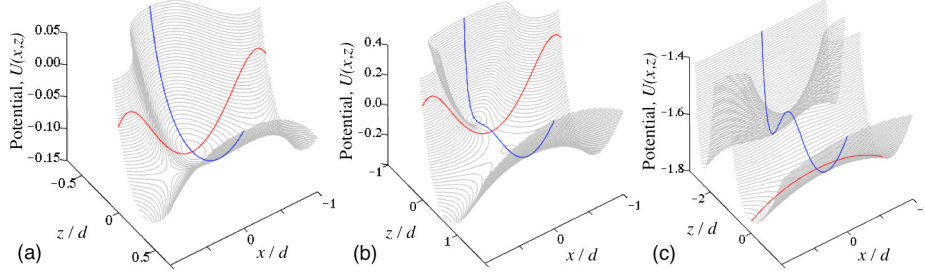 0.05
0.00
-0.05
-0.10
-0.15
Potential, U(x,z)
-0.5
0
0.5
z / d
0
-1
x / d
(a)
0.4
0.2
0.0
-0.2
-0.4
Potential, U(x,z)
-1
0
1
z / d
0
-1
x / d
(b)
-1.4
-1.6
-1.8
Potential, U(x,z)
-2
0
z / d
0
x / d
(c)